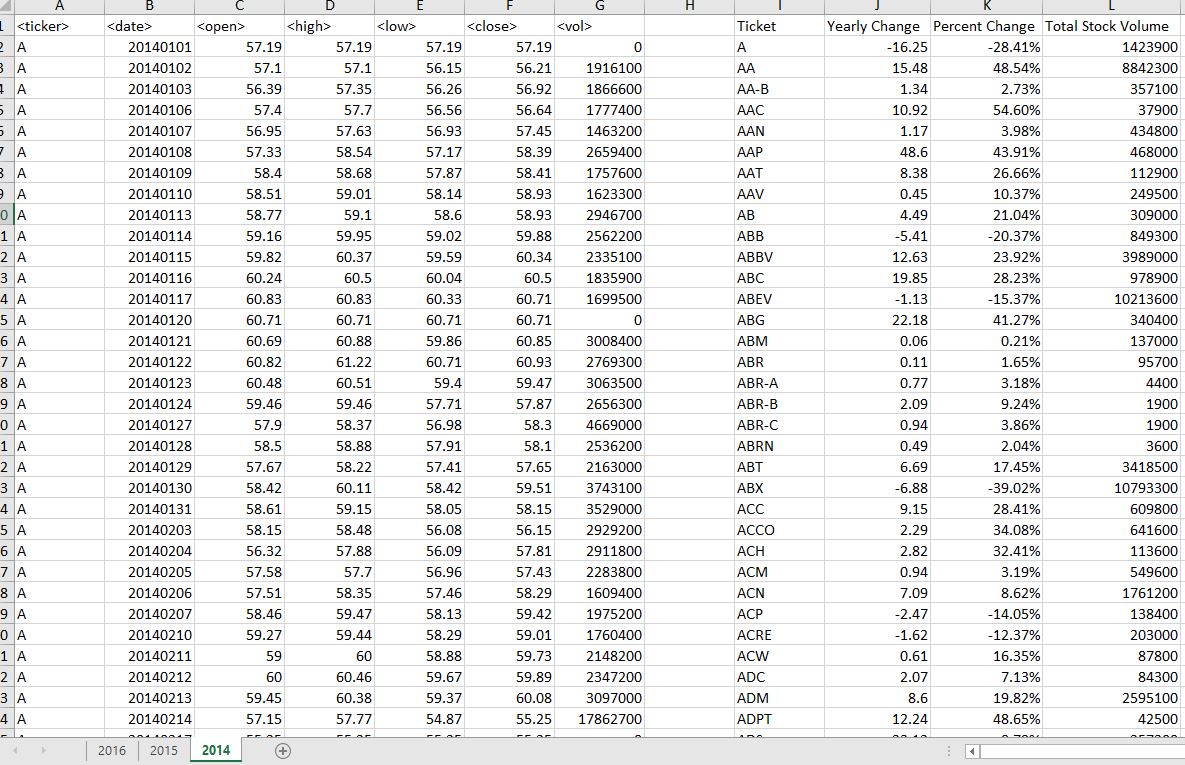 A B C D E F G H I J K L
1 <ticker> <date> <open> <high> <low> <close> <vol> Ticket Yearly Change Percent Change Total Stock Volume
2 A 20140101 57.19 57.19 57.19 57.19 0 A -16.25 -28.41% 1423900
3 A 20140102 57.1 57.1 56.15 56.21 1916100 AA 15.48 48.54% 8842300
4 A 20140103 56.39 57.35 56.26 56.92 1866600 AA-B 1.34 2.73% 357100
5 A 20140106 57.4 57.7 56.56 56.64 1777400 AAC 10.92 54.60% 37900
6 A 20140107 56.95 57.63 56.93 57.45 1463200 AAN 1.17 3.98% 434800
7 A 20140108 57.33 58.54 57.17 58.39 2659400 AAP 48.6 43.91% 468000
8 A 20140109 58.4 58.68 57.87 58.41 1757600 AAT 8.38 26.66% 112900
9 A 20140110 58.51 59.01 58.14 58.93 1623300 AAV 0.45 10.37% 249500
0 A 20140113 58.77 59.1 58.6 58.93 2946700 AB 4.49 21.04% 309000
1 A 20140114 59.16 59.95 59.02 59.88 2562200 ABB -5.41 -20.37% 849300
2 A 20140115 59.82 60.37 59.59 60.34 2335100 ABBV 12.63 23.92% 3989000
3 A 20140116 60.24 60.5 60.04 60.5 1835900 ABC 19.85 28.23% 978900
4 A 20140117 60.83 60.83 60.33 60.71 1699500 ABEV -1.13 -15.37% 10213600
5 A 20140120 60.71 60.71 60.71 60.71 0 ABG 22.18 41.27% 340400
6 A 20140121 60.69 60.88 59.86 60.85 3008400 ABM 0.06 0.21% 137000
7 A 20140122 60.82 61.22 60.71 60.93 2769300 ABR 0.11 1.65% 95700
8 A 20140123 60.48 60.51 59.4 59.47 3063500 ABR-A 0.77 3.18% 4400
9 A 20140124 59.46 59.46 57.71 57.87 2656300 ABR-B 2.09 9.24% 1900
0 A 20140127 57.9 58.37 56.98 58.3 4669000 ABR-C 0.94 3.86% 1900
1 A 20140128 58.5 58.88 57.91 58.1 2536200 ABRN 0.49 2.04% 3600
2 A 20140129 57.67 58.22 57.41 57.65 2163000 ABT 6.69 17.45% 3418500
3 A 20140130 58.42 60.11 58.42 59.51 3743100 ABX -6.88 -39.02% 10793300
4 A 20140131 58.61 59.15 58.05 58.15 3529000 ACC 9.15 28.41% 609800
5 A 20140203 58.15 58.48 56.08 56.15 2929200 ACCO 2.29 34.08% 641600
6 A 20140204 56.32 57.88 56.09 57.81 2911800 ACH 2.82 32.41% 113600
7 A 20140205 57.58 57.7 56.96 57.43 2283800 ACM 0.94 3.19% 549600
8 A 20140206 57.51 58.35 57.46 58.29 1609400 ACN 7.09 8.62% 1761200
9 A 20140207 58.46 59.47 58.13 59.42 1975200 ACP -2.47 -14.05% 138400
0 A 20140210 59.27 59.44 58.29 59.01 1760400 ACRE -1.62 -12.37% 203000
1 A 20140211 59 60 58.88 59.73 2148200 ACW 0.61 16.35% 87800
2 A 20140212 60 60.46 59.67 59.89 2347200 ADC 2.07 7.13% 84300
3 A 20140213 59.45 60.38 59.37 60.08 3097000 ADM 8.6 19.82% 2595100
4 A 20140214 57.15 57.77 54.87 55.25 17862700 ADPT 12.24 48.65% 42500
2016 2015 2014